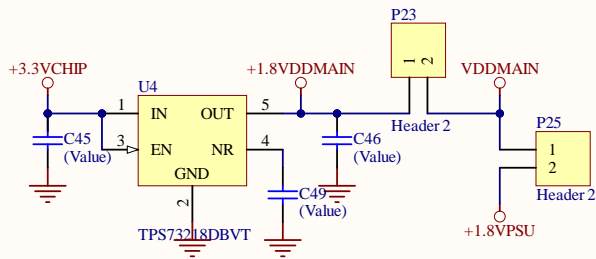 P23
+3.3VCHIP
+1.8VDDMAIN
VDDMAIN
1
2
U4
P25
1
IN
OUT
5
1
C45
Header 2
C46
2
(Value)
3
EN
NR
4
(Value)
GND
Header 2
C49
2
(Value)
+1.8VPSU
TPS73218DBVT